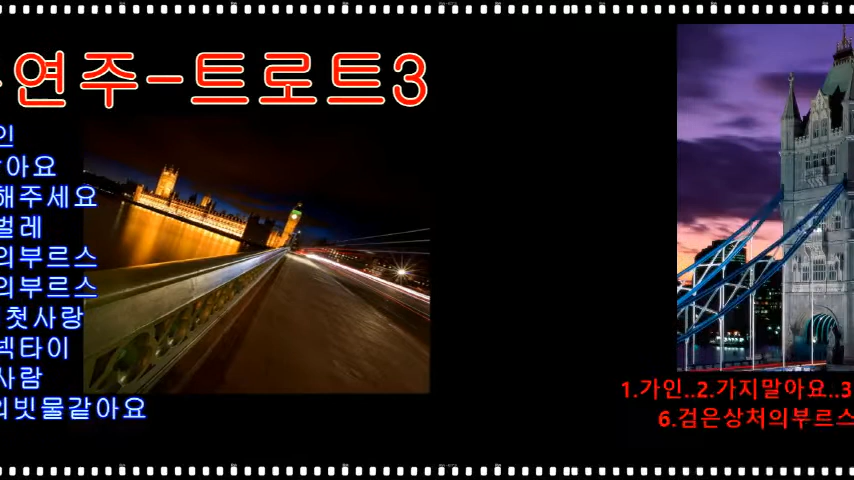 연주-트로트3
인
아요
해주세요
벌레
의부르스
의부르스
첫사랑
넥타이
사람
의빗물같아요
1.가인..2.가지말아요..3
6.검은상처의부르스